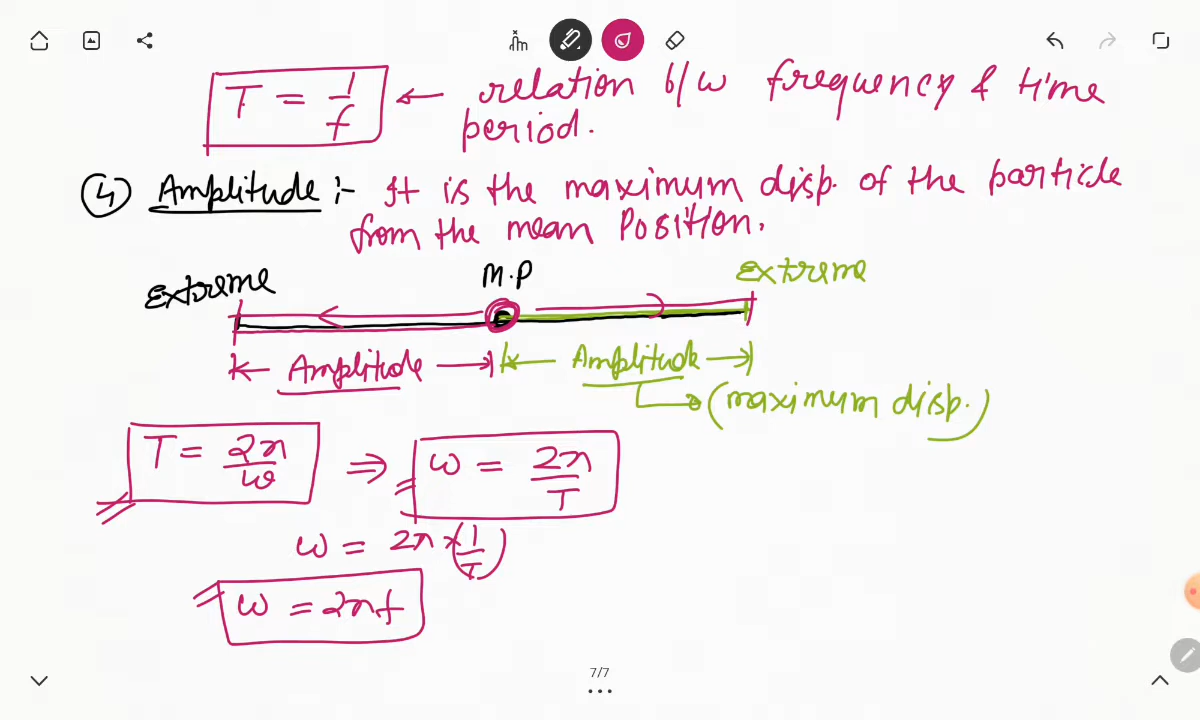 T = 1/f ← relation b/w frequency & time
period.
④ Amplitude :- It is the maximum disp. of the particle
from the mean Position.
Extreme M.P Extreme
Amplitude Amplitude
(maximum disp.)
T = 2π/ω ⇒ ω = 2π/T
ω = 2π × (1/T)
ω = 2πf
7/7